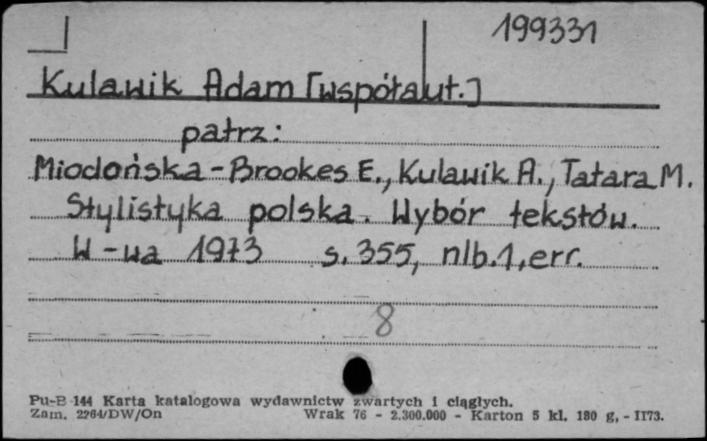 199331
Kulawik Adam [współaut.]
patrz:
Miodońska-Brookes E., Kulawik A., Tatara M.
Stylistyka polska. Wybór tekstów.
W-wa 1973 s. 355, nlb. 1, err.
8
Pu-B 144 Karta katalogowa wydawnictw zwartych i ciągłych.
Zam. 2264/DW/On Wrak 76 - 2.300.000 - Karton 5 kl. 180 g, - II73.